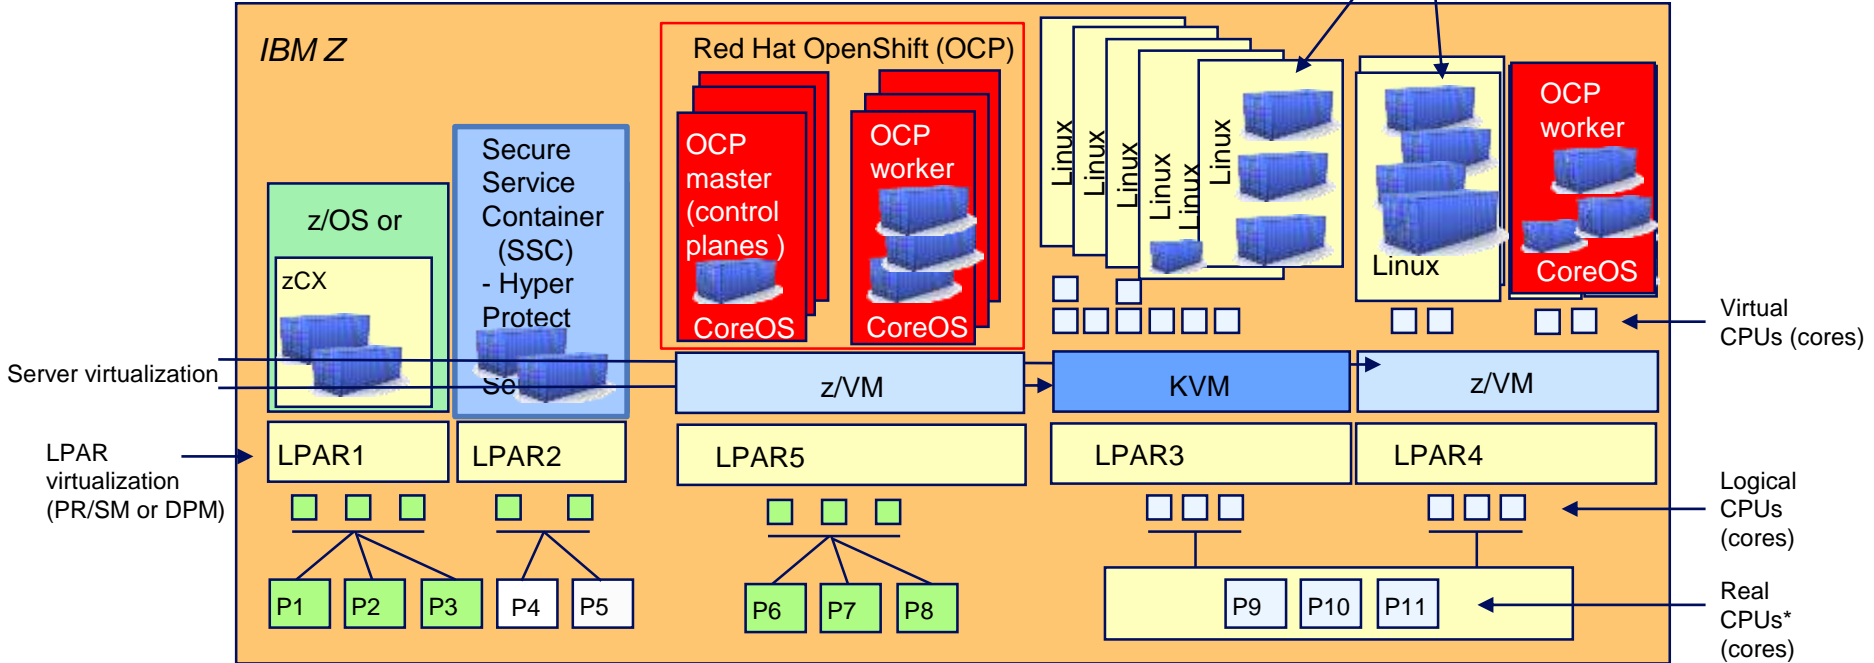 IBM Z
Red Hat OpenShift (OCP)
z/OS or
zCX
Secure
Service
Container
(SSC)
- Hyper
Protect
OCP
master
(control
planes )
CoreOS
OCP
worker
CoreOS
Linux
Linux
Linux
Linux
Linux
Linux
Linux
OCP
worker
CoreOS
Virtual
CPUs (cores)
Server virtualization
z/VM
KVM
z/VM
LPAR
virtualization
(PR/SM or DPM)
LPAR1
LPAR2
LPAR5
LPAR3
LPAR4
Logical
CPUs
(cores)
P1
P2
P3
P4
P5
P6
P7
P8
P9
P10
P11
Real
CPUs*
(cores)